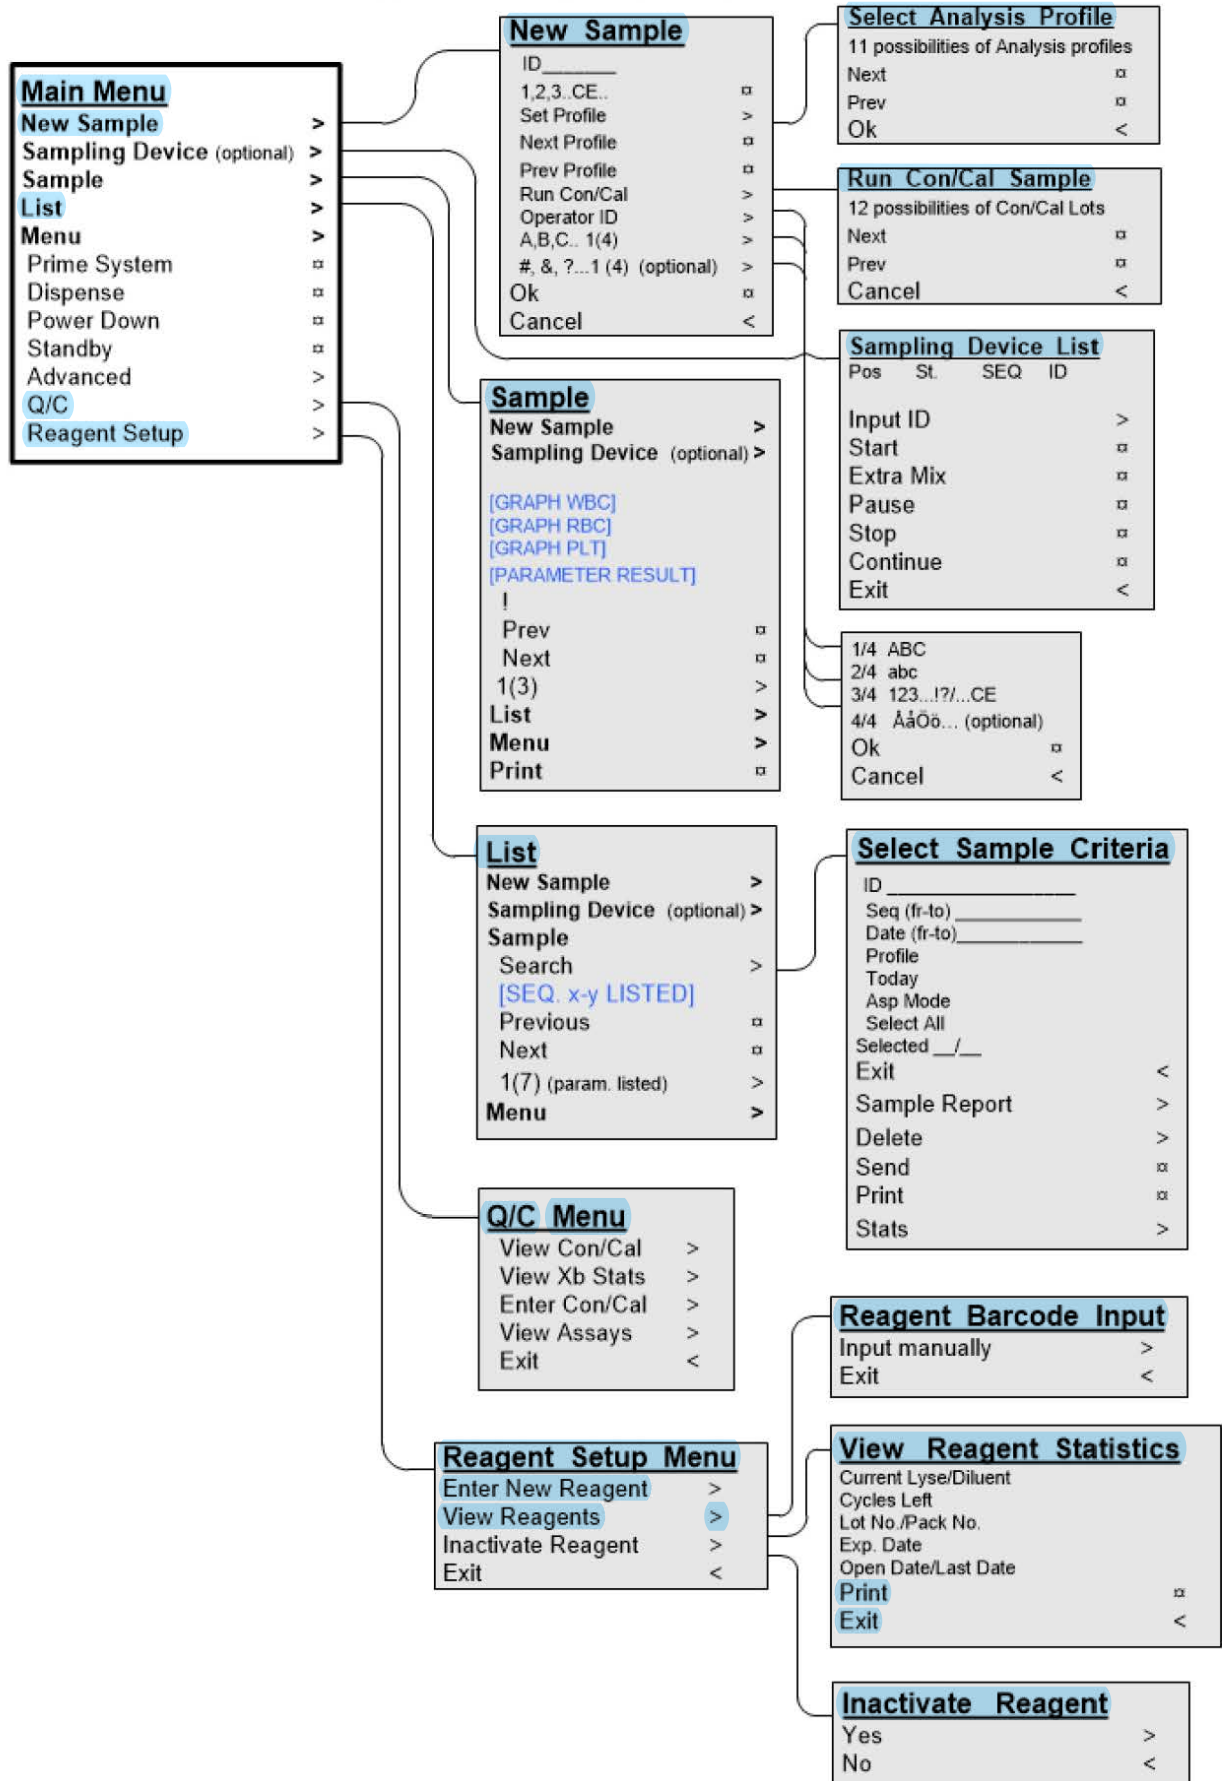 Main Menu
New Sample >
Sampling Device (optional) >
Sample >
List >
Menu >
Prime System ¤
Dispense ¤
Power Down ¤
Standby ¤
Advanced >
Q/C >
Reagent Setup >
New Sample
ID_______
1,2,3..CE.. ¤
Set Profile >
Next Profile ¤
Prev Profile ¤
Run Con/Cal >
Operator ID >
A,B,C.. 1(4) >
#, &, ?...1 (4) (optional) >
Ok ¤
Cancel <
Select Analysis Profile
11 possibilities of Analysis profiles
Next ¤
Prev ¤
Ok <
Run Con/Cal Sample
12 possibilities of Con/Cal Lots
Next ¤
Prev ¤
Cancel <
Sampling Device List
Pos St. SEQ ID
Input ID >
Start ¤
Extra Mix ¤
Pause ¤
Stop ¤
Continue ¤
Exit <
Sample
New Sample >
Sampling Device (optional) >
[GRAPH WBC]
[GRAPH RBC]
[GRAPH PLT]
[PARAMETER RESULT]
!
Prev ¤
Next ¤
1(3) >
List >
Menu >
Print ¤
1/4 ABC
2/4 abc
3/4 123...!?/...CE
4/4 ÅåÖö... (optional)
Ok ¤
Cancel <
List
New Sample >
Sampling Device (optional) >
Sample
Search >
[SEQ. x-y LISTED]
Previous ¤
Next ¤
1(7) (param. listed) >
Menu >
Select Sample Criteria
ID __________________
Seq (fr-to) ____________
Date (fr-to)____________
Profile
Today
Asp Mode
Select All
Selected __/__
Exit <
Sample Report >
Delete >
Send ¤
Print ¤
Stats >
Q/C Menu
View Con/Cal >
View Xb Stats >
Enter Con/Cal >
View Assays >
Exit <
Reagent Setup Menu
Enter New Reagent >
View Reagents >
Inactivate Reagent >
Exit <
Reagent Barcode Input
Input manually >
Exit <
View Reagent Statistics
Current Lyse/Diluent
Cycles Left
Lot No./Pack No.
Exp. Date
Open Date/Last Date
Print ¤
Exit <
Inactivate Reagent
Yes >
No <